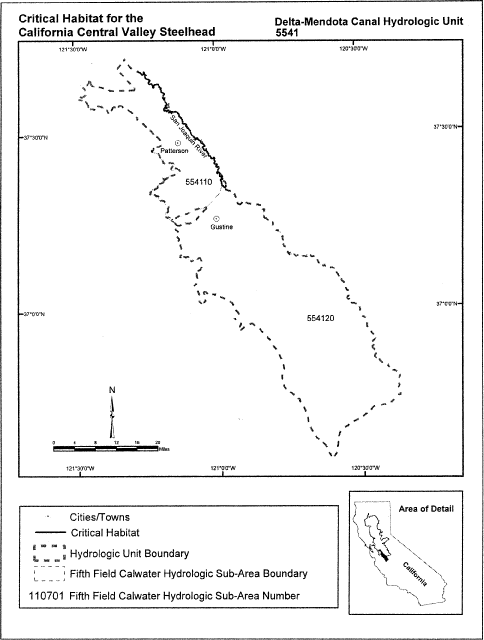 Critical Habitat for the
California Central Valley Steelhead
Delta-Mendota Canal Hydrologic Unit
5541
121°30'0"W
121°0'0"W
120°30'0"W
37°30'0"N
37°30'0"N
San Joaquin River
Patterson
554110
Gustine
37°0'0"N
37°0'0"N
554120
N
0 4 8 12 16 20
Miles
121°30'0"W
121°0'0"W
120°30'0"W
Cities/Towns
Critical Habitat
Hydrologic Unit Boundary
Fifth Field Calwater Hydrologic Sub-Area Boundary
110701 Fifth Field Calwater Hydrologic Sub-Area Number
Area of Detail
California